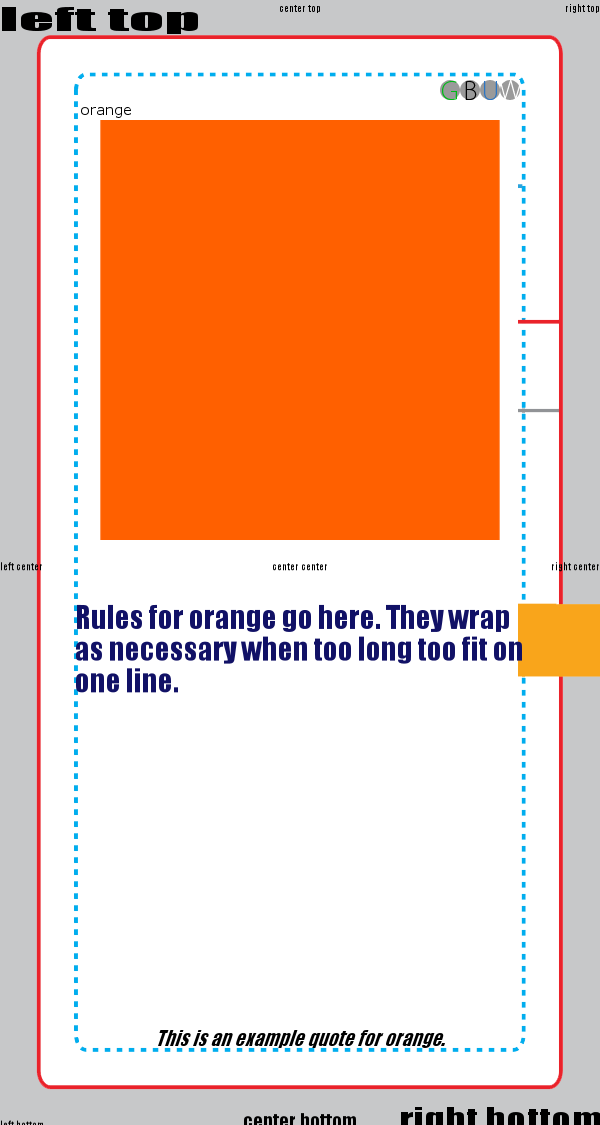 left top
center top
right top
GBUW
orange
left center
center center
right center
Rules for orange go here. They wrap
as necessary when too long too fit on
one line.
This is an example quote for orange.
left bottom
center bottom
right bottom